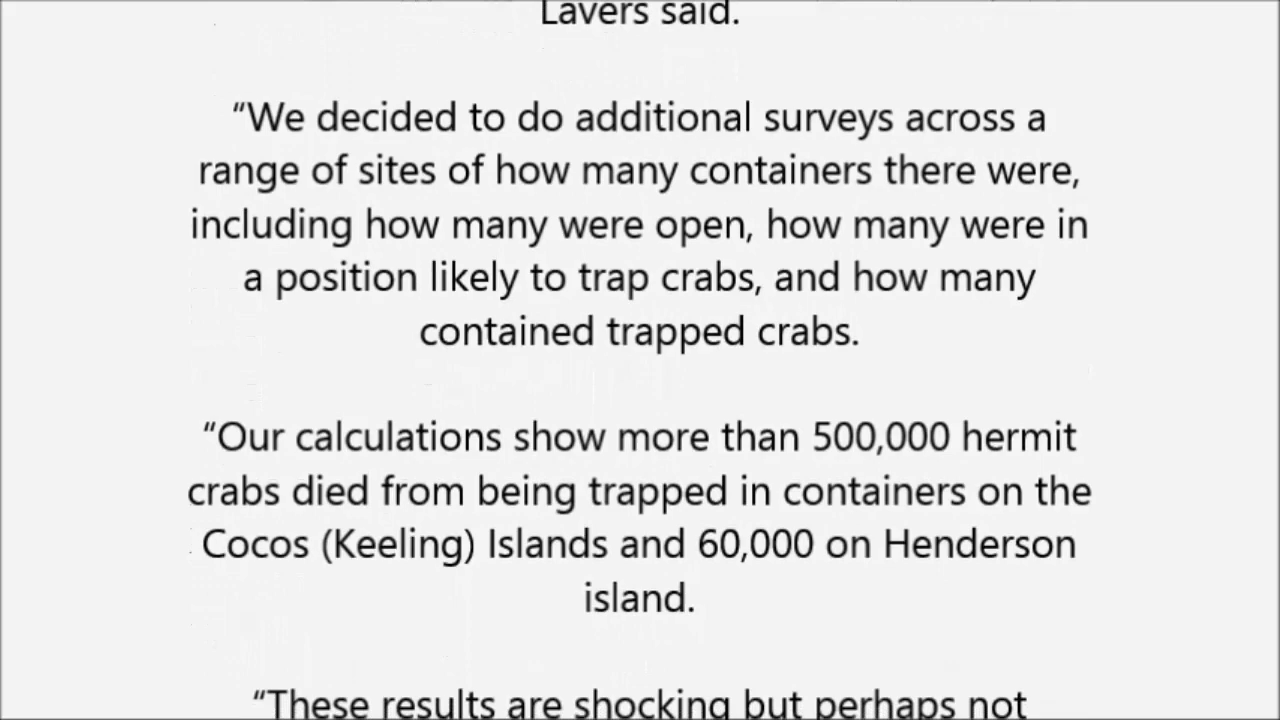 Lavers said.
“We decided to do additional surveys across a
range of sites of how many containers there were,
including how many were open, how many were in
a position likely to trap crabs, and how many
contained trapped crabs.
“Our calculations show more than 500,000 hermit
crabs died from being trapped in containers on the
Cocos (Keeling) Islands and 60,000 on Henderson
island.
“These results are shocking but perhaps not